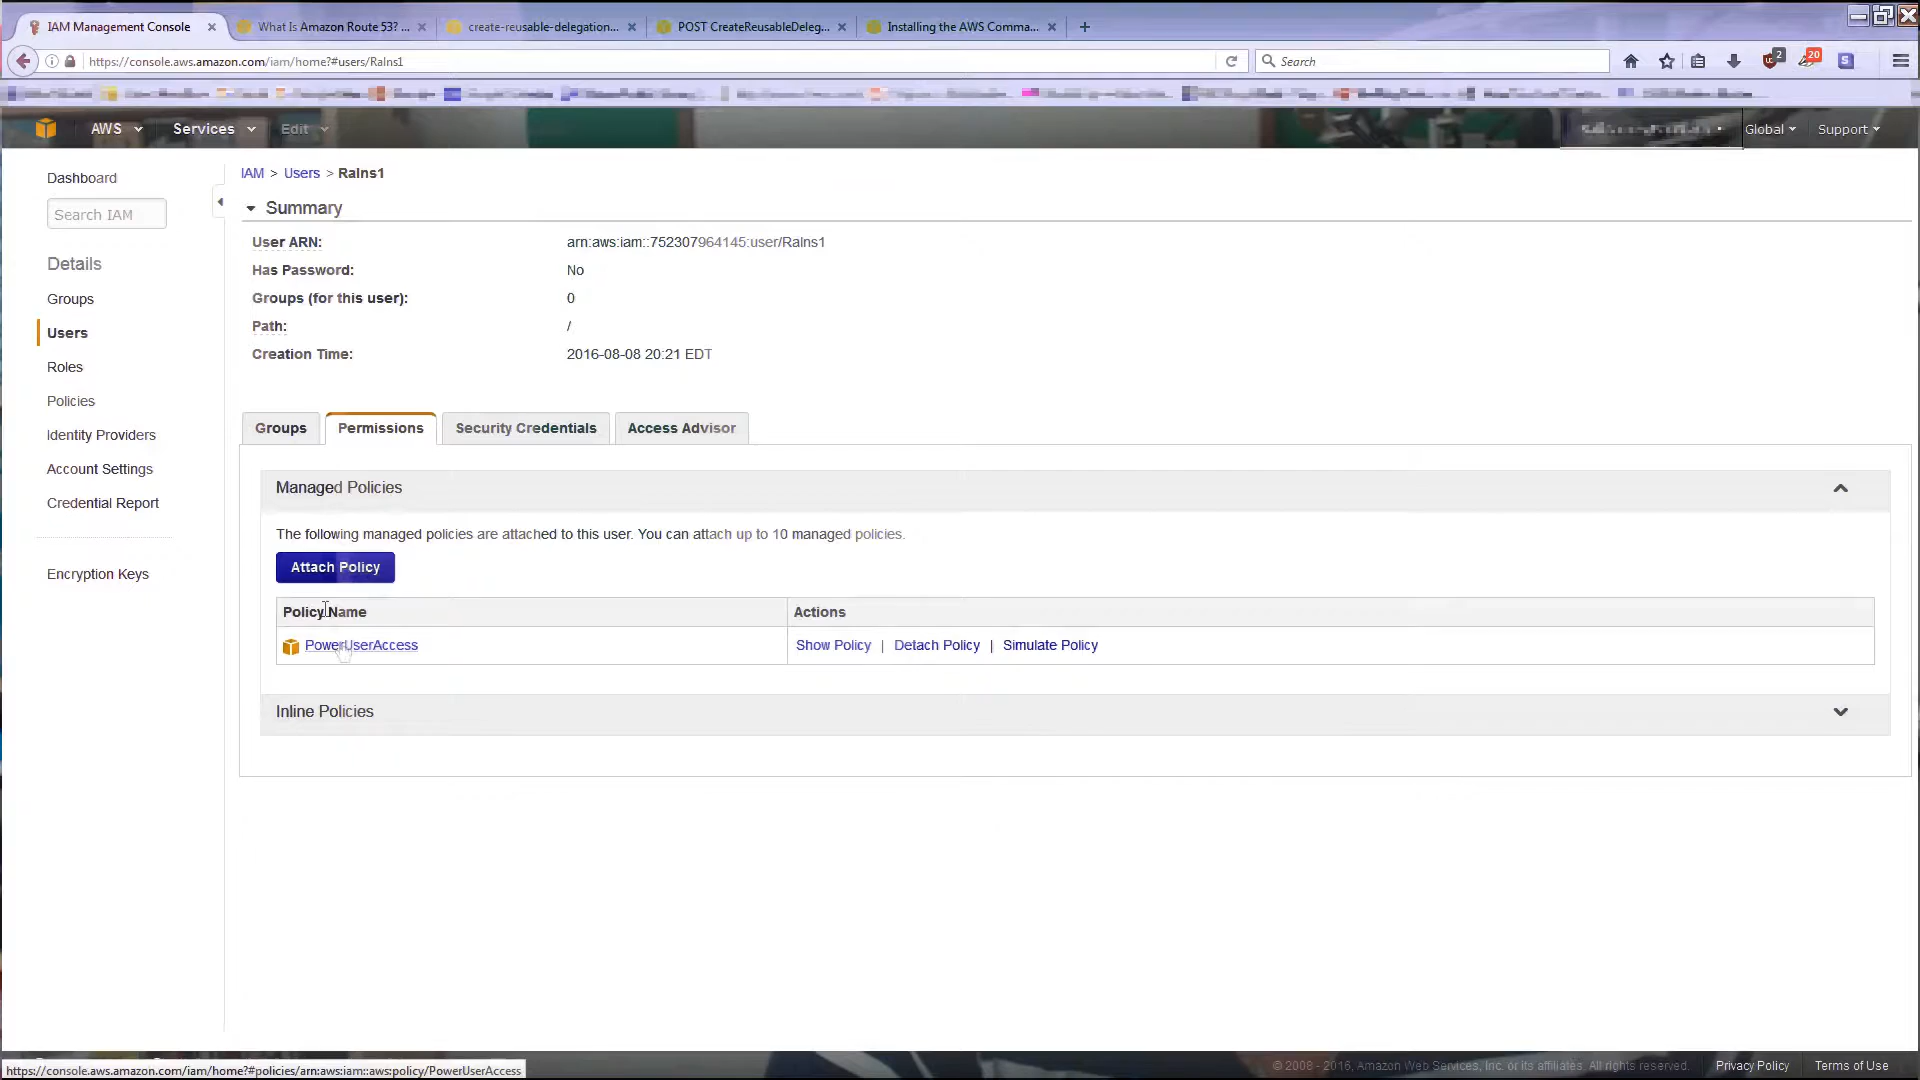 IAM Management Console
What Is Amazon Route 53? ...
create-reusable-delegation...
POST CreateReusableDeleg...
Installing the AWS Comma...
https://console.aws.amazon.com/iam/home?#users/Ralns1
Search
2
20
S
AWS
Services
Edit
Global
Support
Dashboard
Search IAM
Details
Groups
Users
Roles
Policies
Identity Providers
Account Settings
Credential Report
Encryption Keys
IAM > Users > Ralns1
Summary
User ARN: arn:aws:iam::752307964145:user/Ralns1
Has Password: No
Groups (for this user): 0
Path: /
Creation Time: 2016-08-08 20:21 EDT
Groups
Permissions
Security Credentials
Access Advisor
Managed Policies
The following managed policies are attached to this user. You can attach up to 10 managed policies.
Attach Policy
Policy Name
Actions
PowerUserAccess
Show Policy | Detach Policy | Simulate Policy
Inline Policies
https://console.aws.amazon.com/iam/home?#policies/arn:aws:iam::aws:policy/PowerUserAccess
© 2008 - 2016, Amazon Web Services, Inc. or its affiliates. All rights reserved.
Privacy Policy
Terms of Use